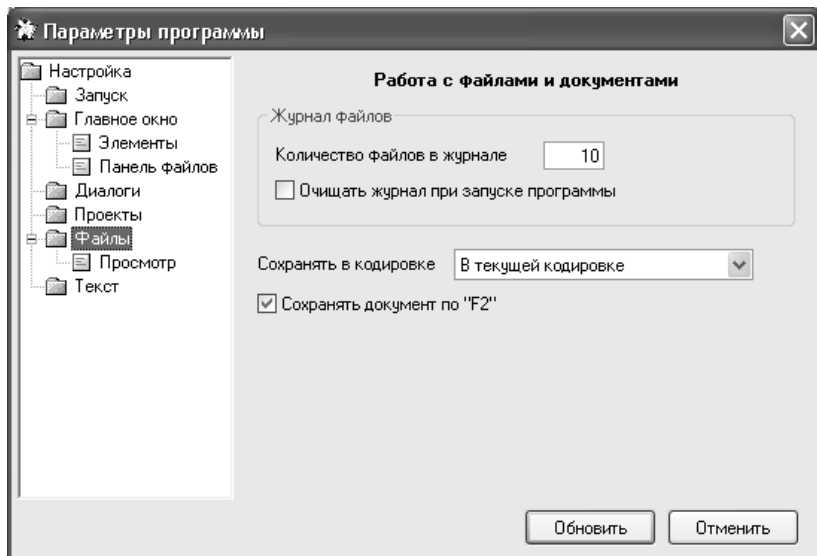 Параметры программы
Настройка
Запуск
Главное окно
Элементы
Панель файлов
Диалоги
Проекты
Файлы
Просмотр
Текст
Работа с файлами и документами
Журнал файлов
Количество файлов в журнале 10
Очищать журнал при запуске программы
Сохранять в кодировке В текущей кодировке
Сохранять документ по "F2"
Обновить Отменить